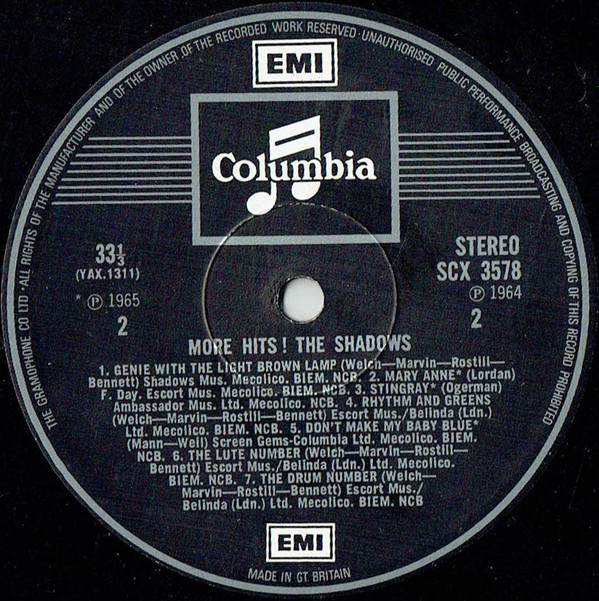 THE GRAMOPHONE CO LTD · ALL RIGHTS OF THE MANUFACTURER AND OF THE OWNER OF THE RECORDED WORK RESERVED · UNAUTHORISED PUBLIC PERFORMANCE BROADCASTING AND COPYING OF THIS RECORD PROHIBITED
EMI
Columbia
33⅓
(YAX.1311)
* ℗ 1965
2
STEREO
SCX 3578
℗ 1964
2
MORE HITS! THE SHADOWS
1. GENIE WITH THE LIGHT BROWN LAMP (Welch—Marvin—Rostill—
Bennett) Shadows Mus. Mecolico. BIEM. NCB. 2. MARY ANNE* (Lordan)
F. Day. Escort Mus. Mecolico. BIEM. NCB. 3. STINGRAY* (Ogerman)
Ambassador Mus. Ltd. Mecolico. NCB. 4. RHYTHM AND GREENS
(Welch—Marvin—Rostill—Bennett) Escort Mus./Belinda (Ldn.)
Ltd. Mecolico. BIEM. NCB. 5. DON'T MAKE MY BABY BLUE*
(Mann—Weil) Screen Gems-Columbia Ltd. Mecolico. BIEM.
NCB. 6. THE LUTE NUMBER (Welch—Marvin—Rostill—
Bennett) Escort Mus./Belinda (Ldn.) Ltd. Mecolico.
BIEM. NCB. 7. THE DRUM NUMBER (Welch—
Marvin—Rostill—Bennett) Escort Mus./
Belinda (Ldn.) Ltd. Mecolico. BIEM. NCB
EMI
MADE IN GT. BRITAIN